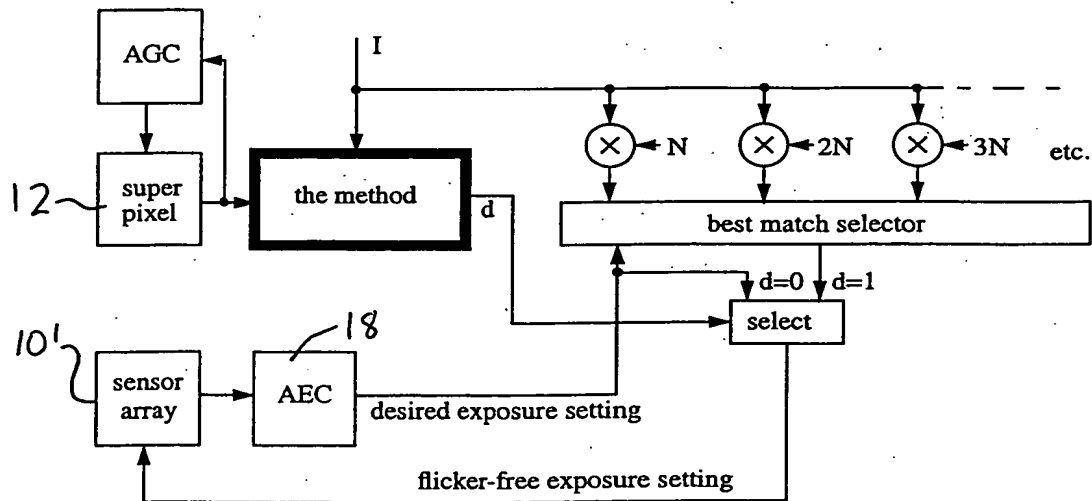 AGC
I
× N × 2N × 3N etc.
12
super
pixel
the method
d
best match selector
d=0 d=1
select
10'
18
sensor
array
AEC
desired exposure setting
flicker-free exposure setting